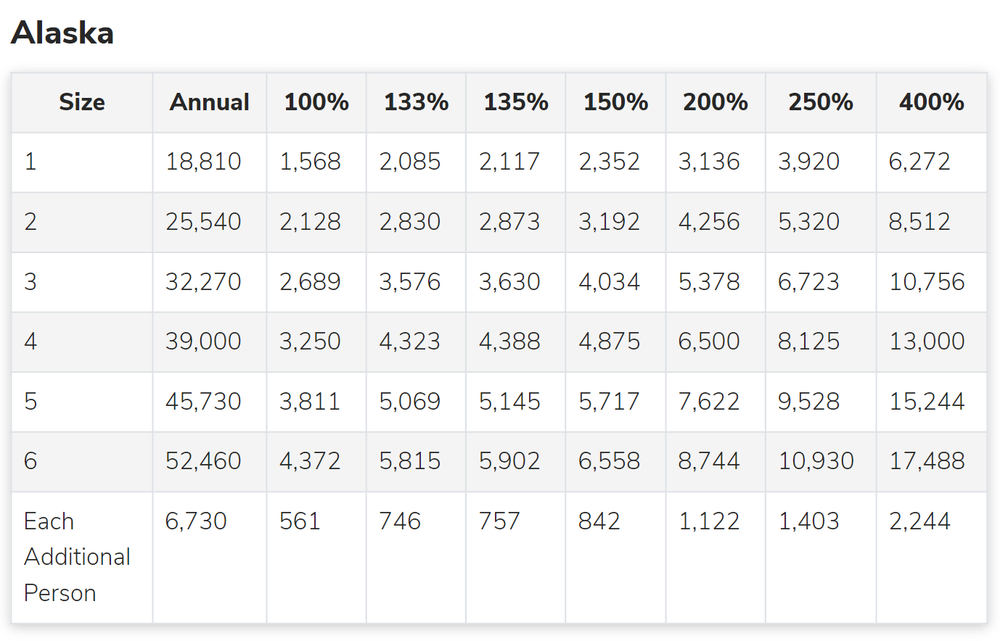 Alaska
Size Annual 100% 133% 135% 150% 200% 250% 400%
1 18,810 1,568 2,085 2,117 2,352 3,136 3,920 6,272
2 25,540 2,128 2,830 2,873 3,192 4,256 5,320 8,512
3 32,270 2,689 3,576 3,630 4,034 5,378 6,723 10,756
4 39,000 3,250 4,323 4,388 4,875 6,500 8,125 13,000
5 45,730 3,811 5,069 5,145 5,717 7,622 9,528 15,244
6 52,460 4,372 5,815 5,902 6,558 8,744 10,930 17,488
Each 6,730 561 746 757 842 1,122 1,403 2,244
Additional
Person